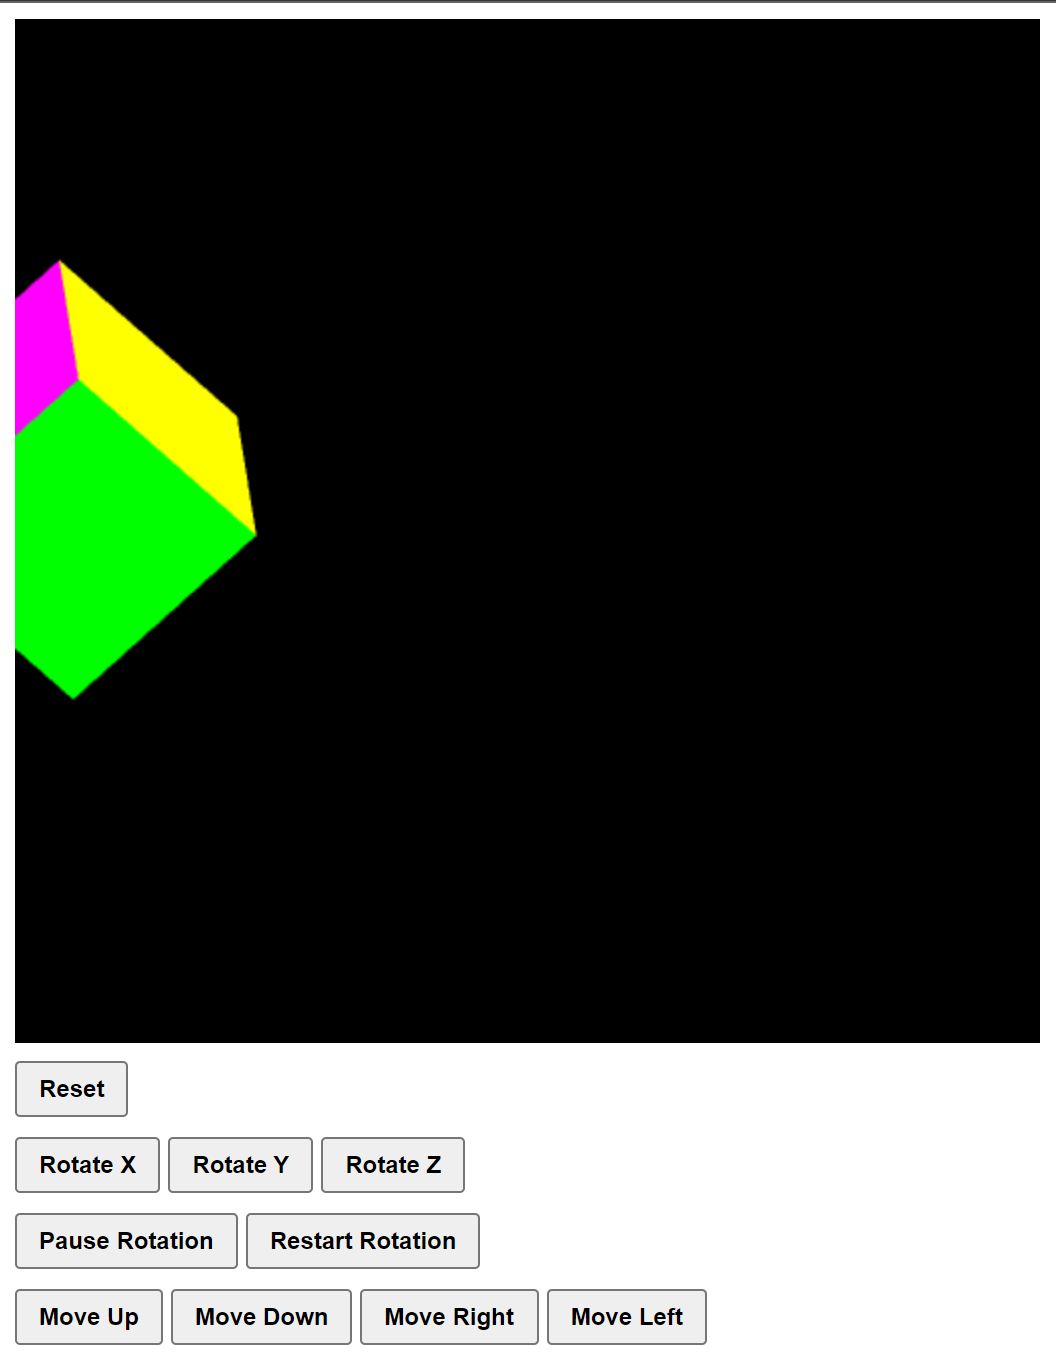 Reset
Rotate X Rotate Y Rotate Z
Pause Rotation Restart Rotation
Move Up Move Down Move Right Move Left